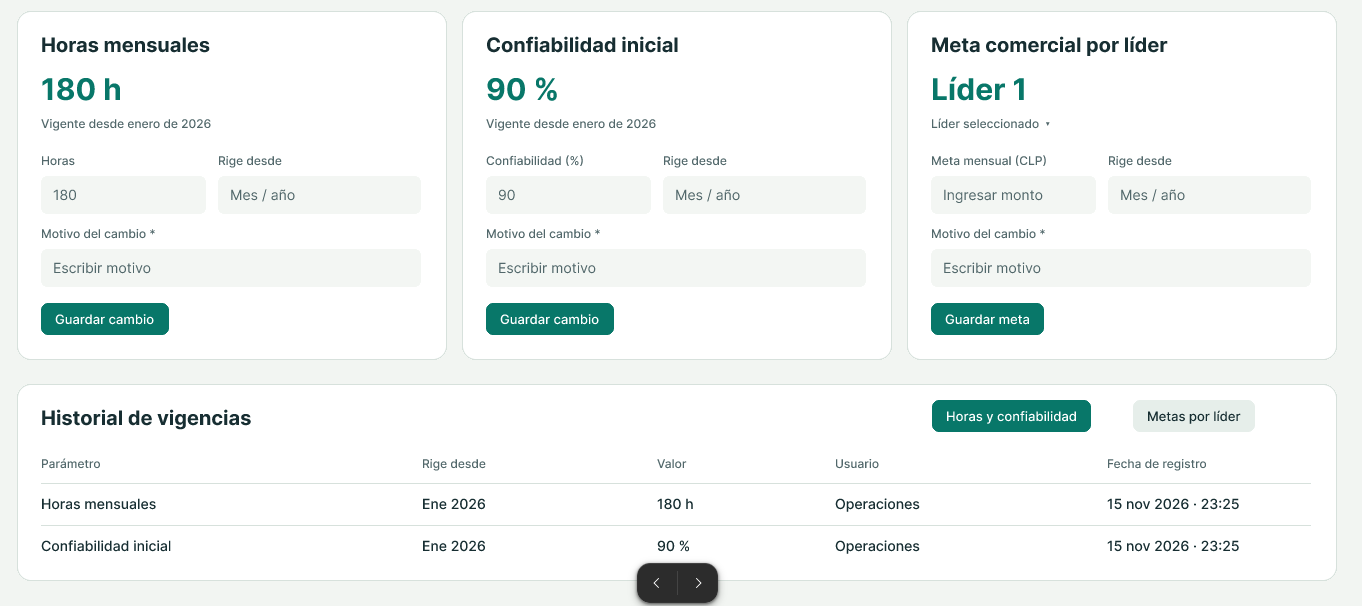 Horas mensuales
180 h
Vigente desde enero de 2026
Horas
Rige desde
180
Mes / año
Motivo del cambio *
Escribir motivo
Guardar cambio
Confiabilidad inicial
90 %
Vigente desde enero de 2026
Confiabilidad (%)
Rige desde
90
Mes / año
Motivo del cambio *
Escribir motivo
Guardar cambio
Meta comercial por líder
Líder 1
Líder seleccionado
Meta mensual (CLP)
Rige desde
Ingresar monto
Mes / año
Motivo del cambio *
Escribir motivo
Guardar meta
Historial de vigencias
Horas y confiabilidad
Metas por líder
Parámetro Rige desde Valor Usuario Fecha de registro
Horas mensuales Ene 2026 180 h Operaciones 15 nov 2026 · 23:25
Confiabilidad inicial Ene 2026 90 % Operaciones 15 nov 2026 · 23:25